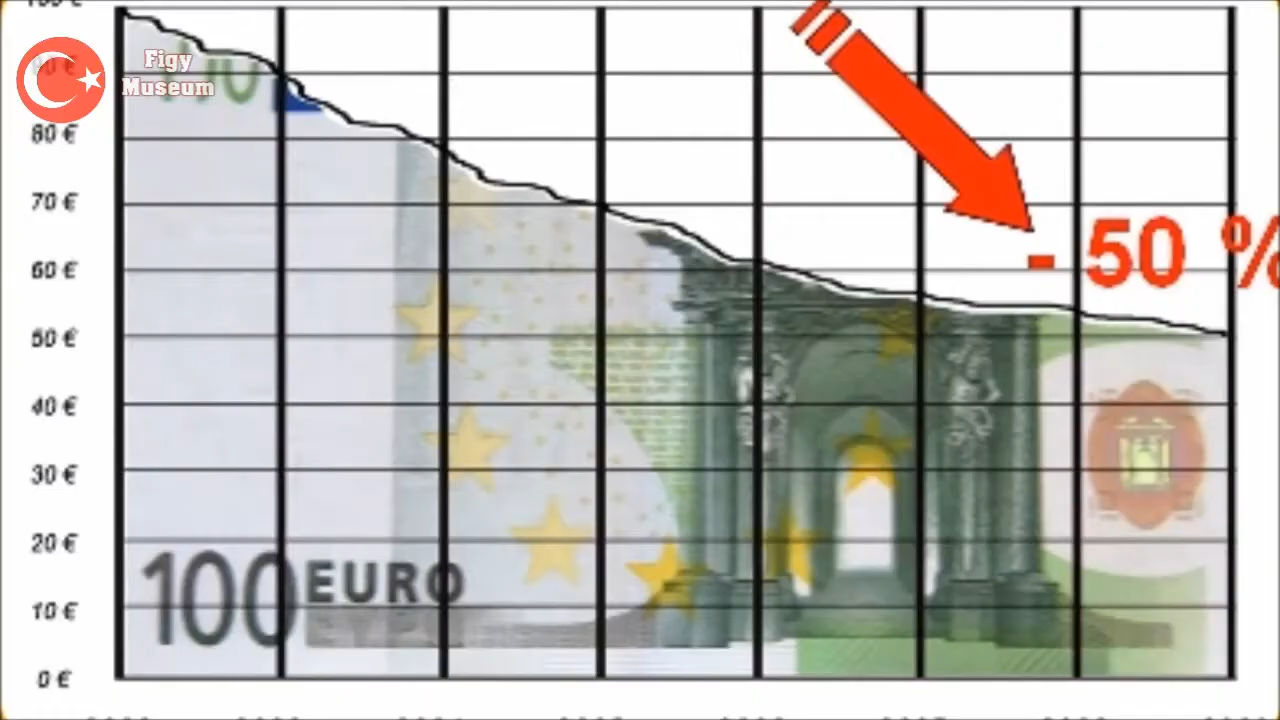 100 €
90 €
Figy
Museum
80 €
70 €
- 50 %
60 €
50 €
40 €
30 €
20 €
100 EURO
10 €
0 €